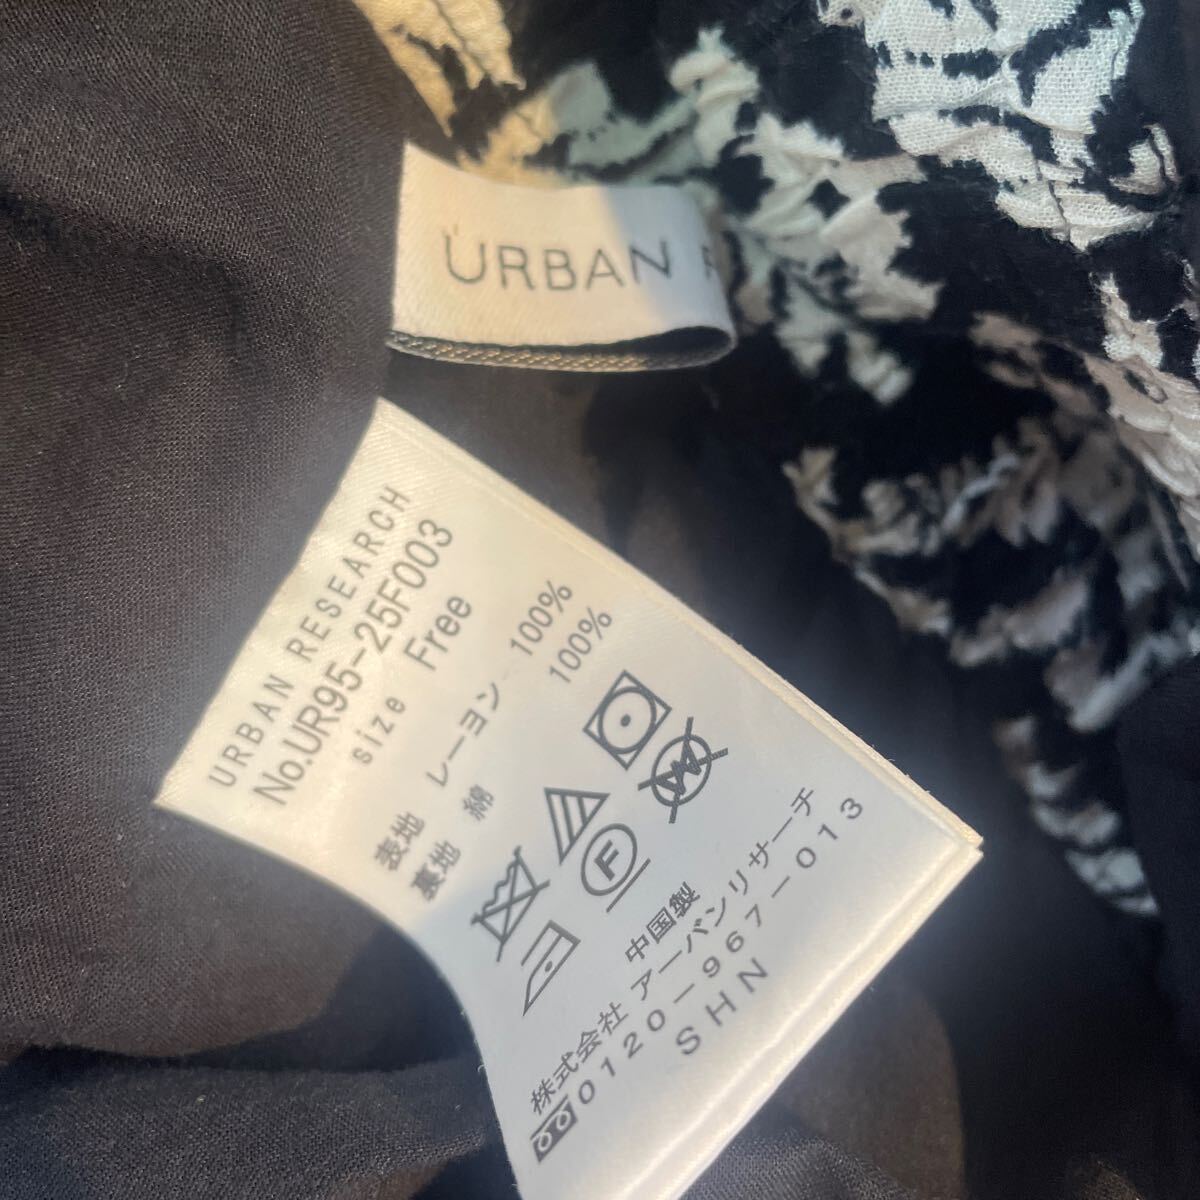 URBAN R
URBAN RESEARCH
No.UR95-25F003
size Free
表地 レーヨン 100%
裏地 綿 100%
F
W
中国製
株式会社 アーバンリサーチ
0120-967-013
SHN